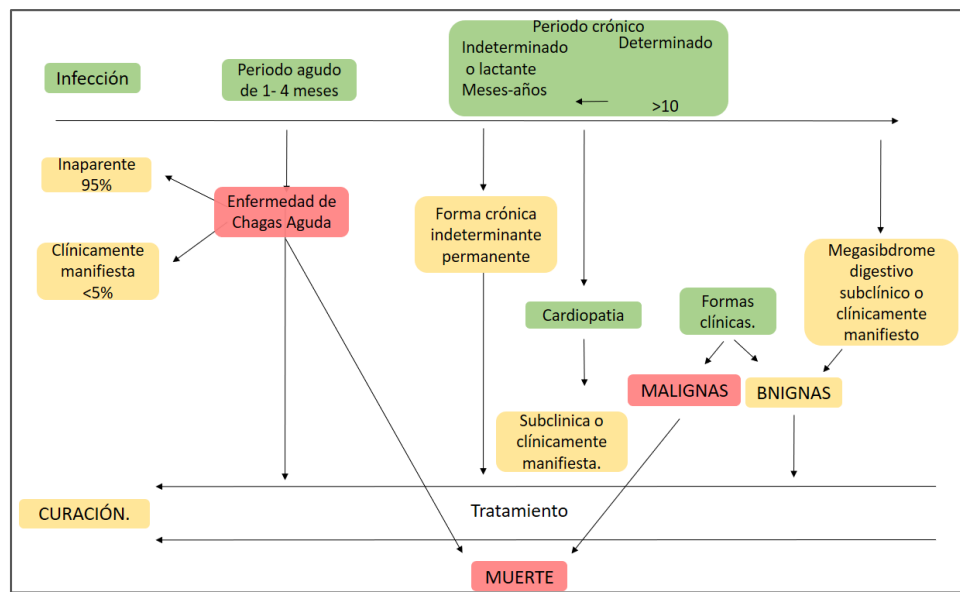 Infección
Periodo agudo
de 1- 4 meses
Periodo crónico
Indeterminado
o lactante
Meses-años
Determinado
>10
Inaparente
95%
Clínicamente
manifiesta
<5%
Enfermedad de
Chagas Aguda
Forma crónica
indeterminante
permanente
Cardiopatia
Subclinica o
clínicamente
manifiesta.
Formas
clínicas.
MALIGNAS
BNIGNAS
Megasibdrome
digestivo
subclínico o
clínicamente
manifiesto
CURACIÓN.
Tratamiento
MUERTE